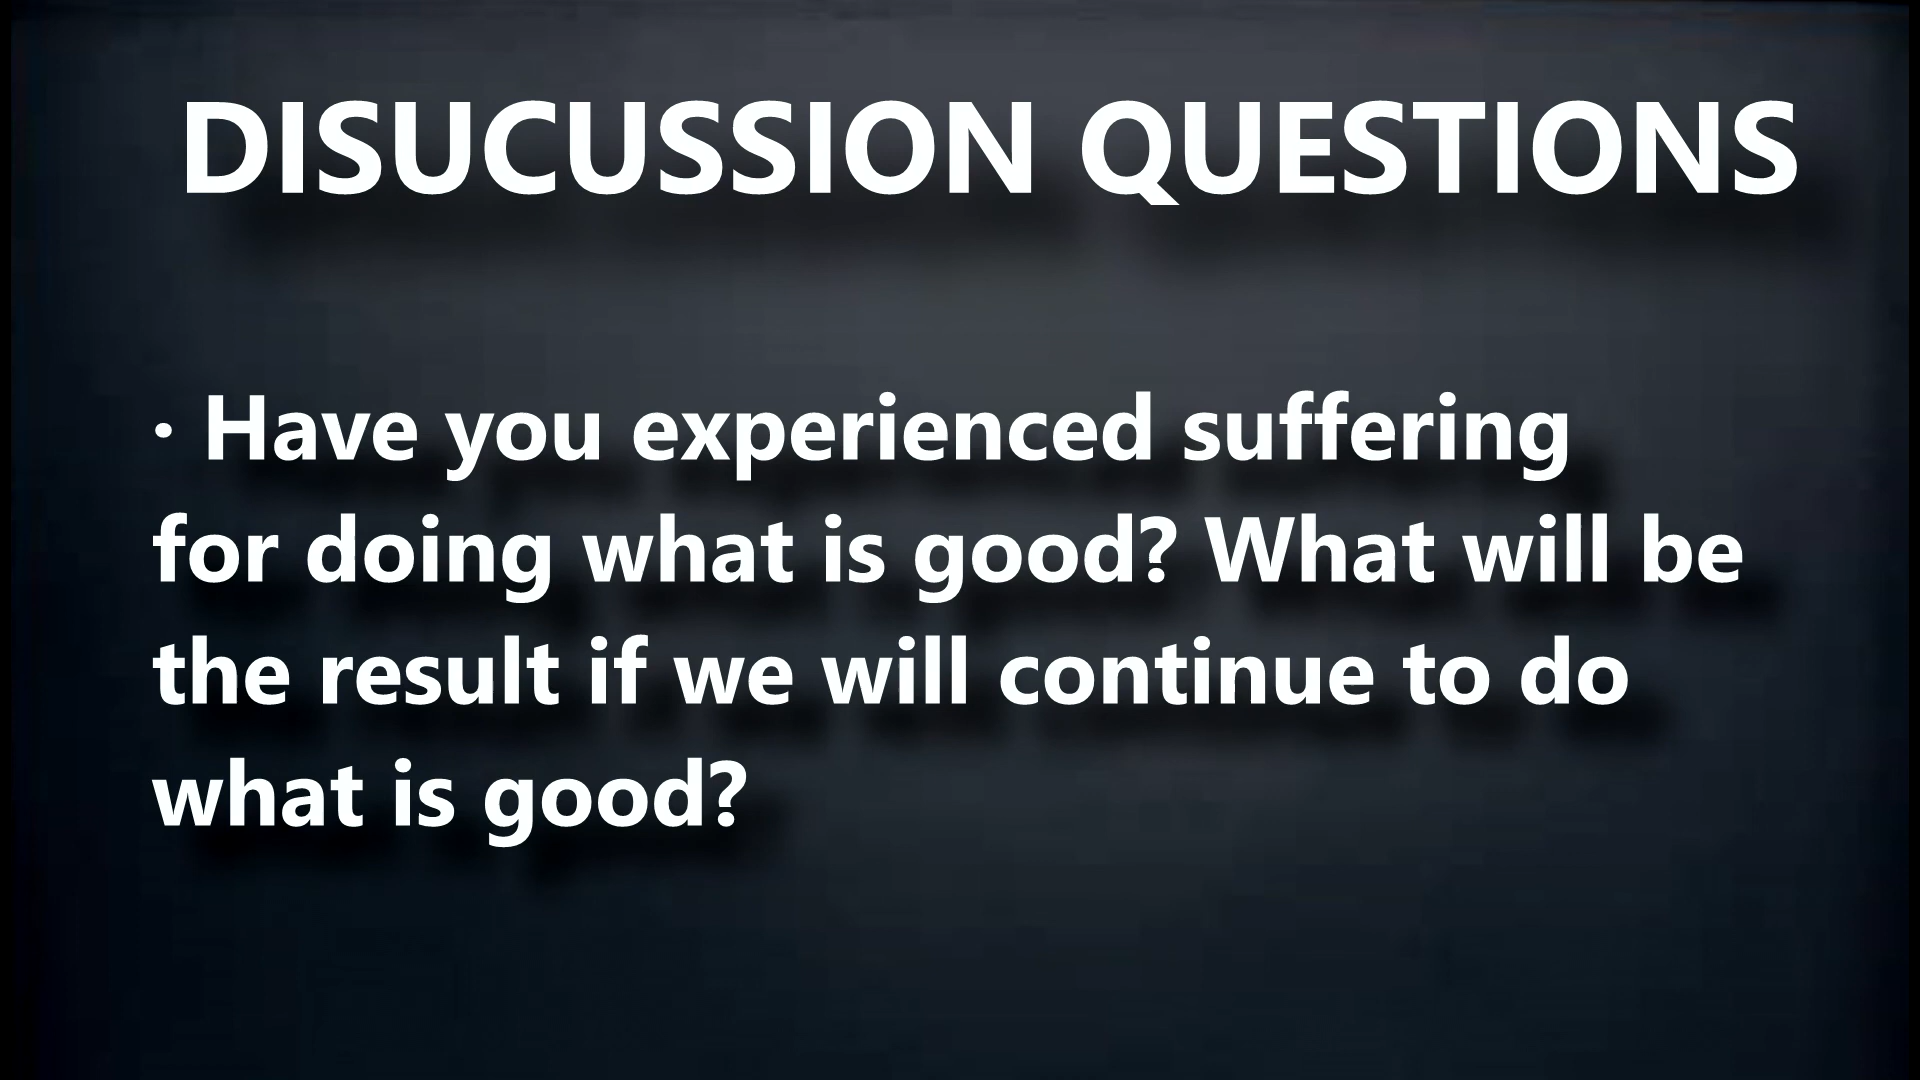 DISUCUSSION QUESTIONS
• Have you experienced suffering
for doing what is good? What will be
the result if we will continue to do
what is good?